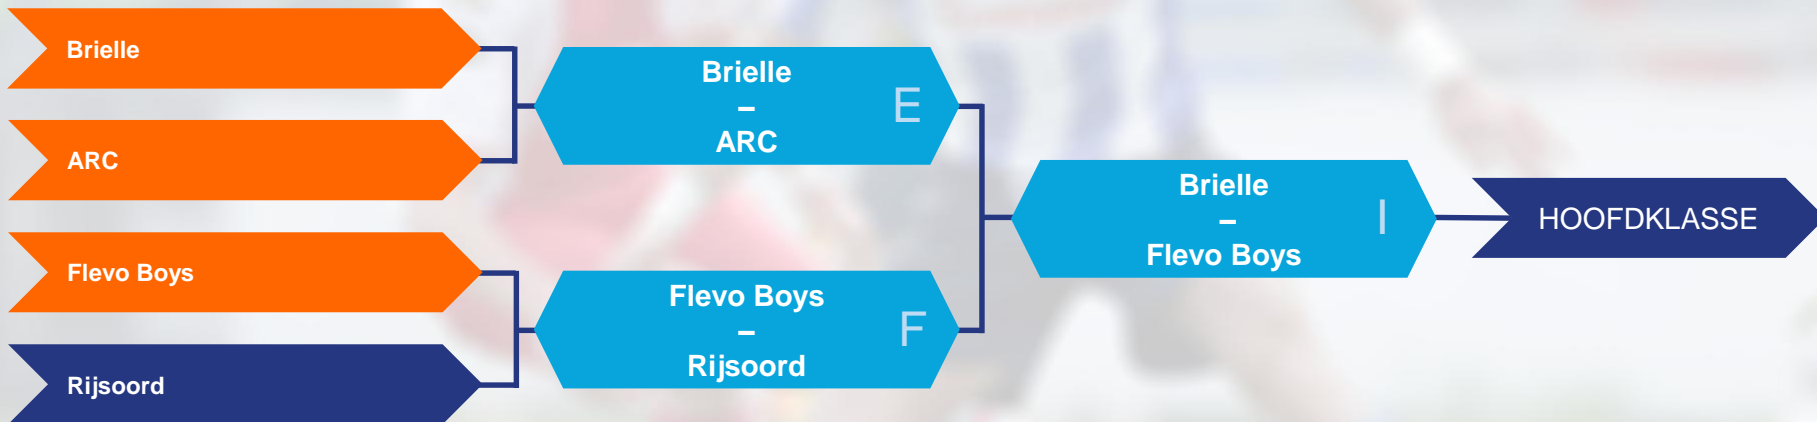 Brielle
ARC
Flevo Boys
Rijsoord
Brielle
–
ARC
E
Flevo Boys
–
Rijsoord
F
Brielle
–
Flevo Boys
I
HOOFDKLASSE